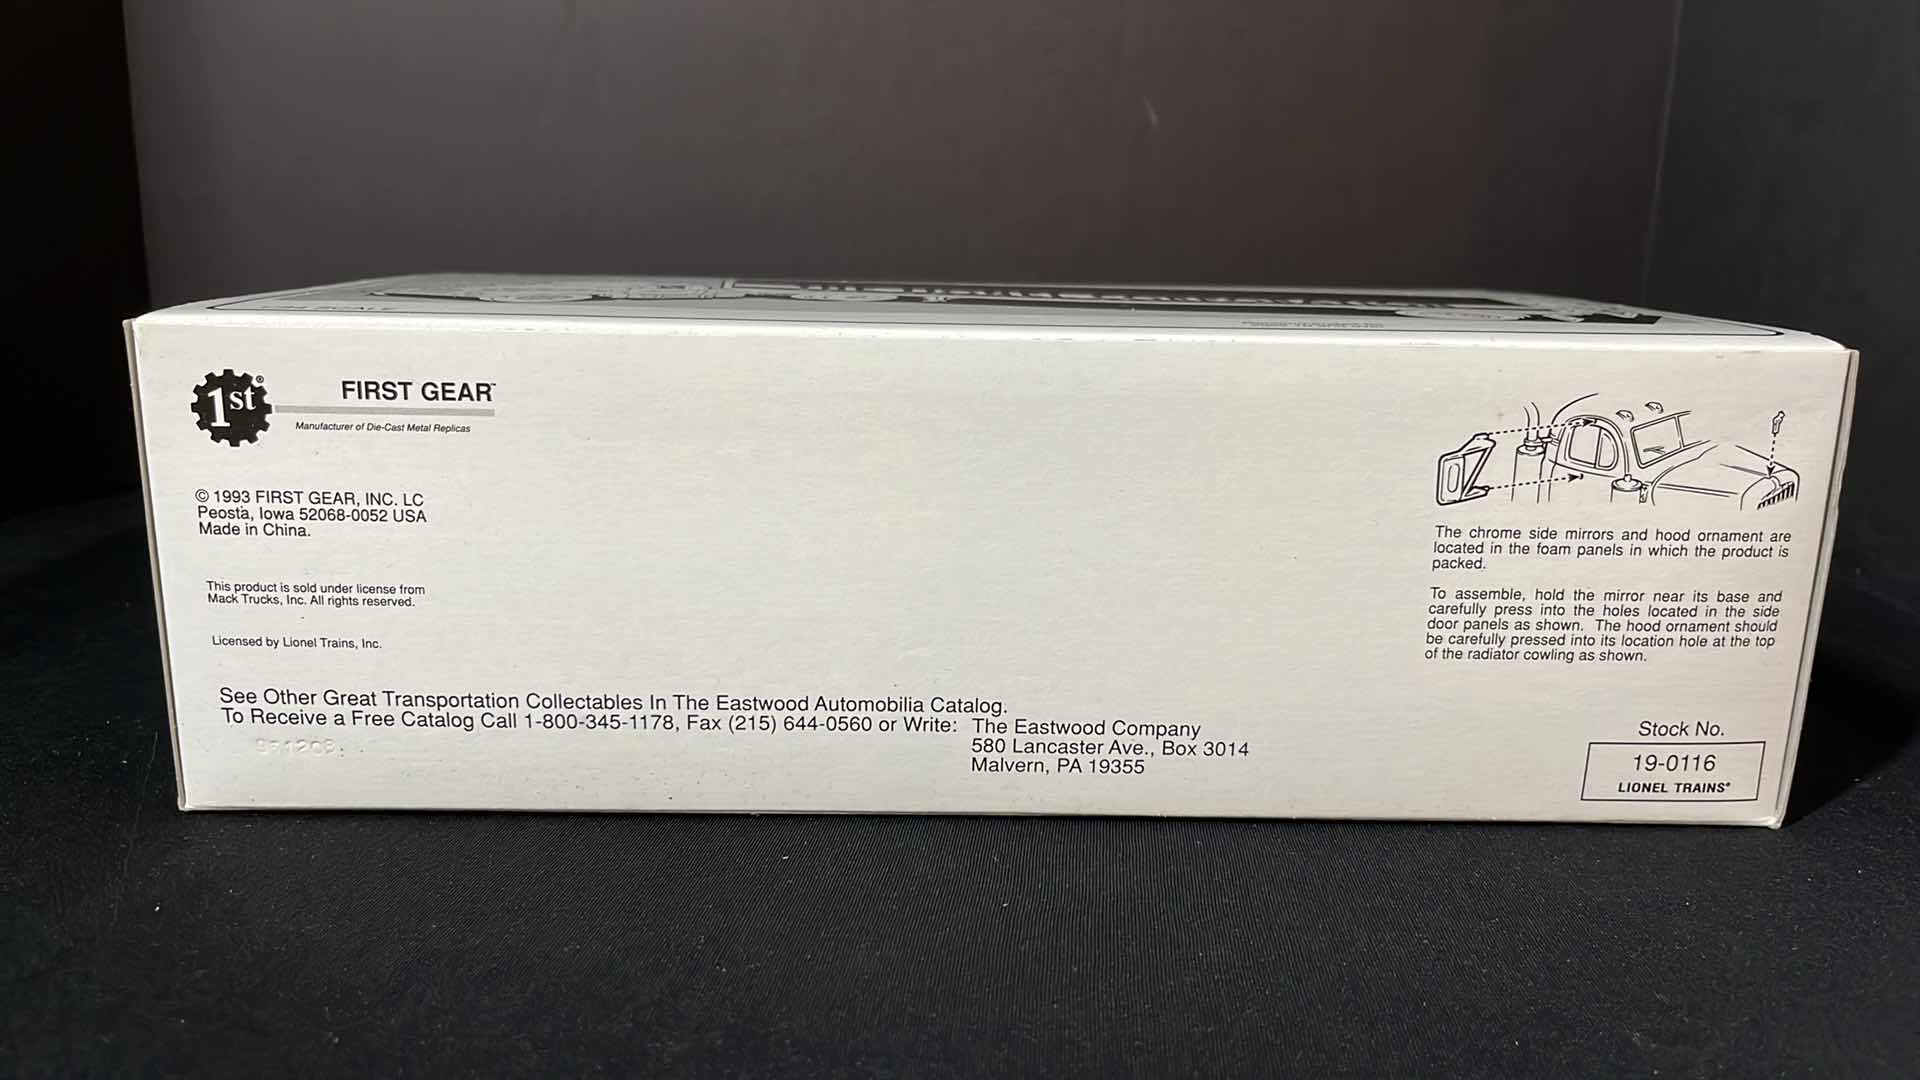 1st®
FIRST GEAR™
Manufacturer of Die-Cast Metal Replicas
© 1993 FIRST GEAR, INC. LC
Peosta, Iowa 52068-0052 USA
Made in China.
This product is sold under license from
Mack Trucks, Inc. All rights reserved.
Licensed by Lionel Trains, Inc.
See Other Great Transportation Collectables In The Eastwood Automobilia Catalog.
To Receive a Free Catalog Call 1-800-345-1178, Fax (215) 644-0560 or Write: The Eastwood Company
580 Lancaster Ave., Box 3014
Malvern, PA 19355
The chrome side mirrors and hood ornament are
located in the foam panels in which the product is
packed.
To assemble, hold the mirror near its base and
carefully press into the holes located in the side
door panels as shown. The hood ornament should
be carefully pressed into its location hole at the top
of the radiator cowling as shown.
Stock No.
19-0116
LIONEL TRAINS®